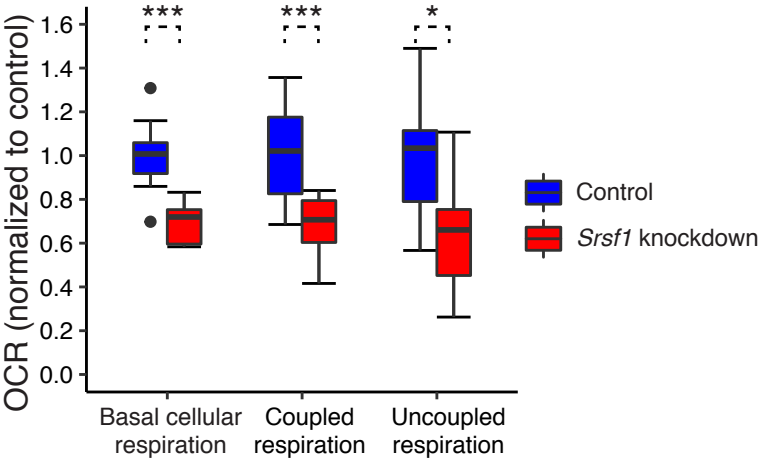 OCR (normalized to control)
1.6
1.4
1.2
1.0
0.8
0.6
0.4
0.2
0.0
***
***
*
Basal cellular
respiration
Coupled
respiration
Uncoupled
respiration
Control
Srsf1 knockdown